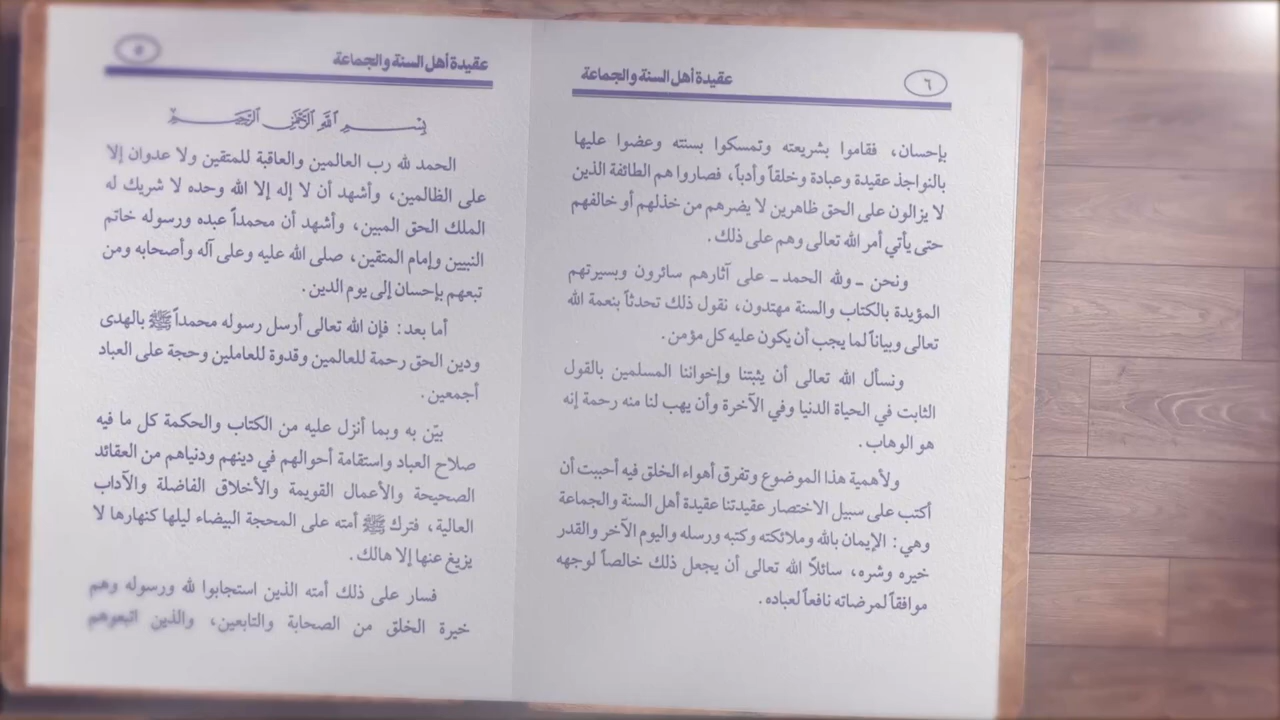 عقيدة أهل السنة والجماعة
٥
بسم الله الرحمن الرحيم
الحمد لله رب العالمين والعاقبة للمتقين ولا عدوان إلا
على الظالمين، وأشهد أن لا إله إلا الله وحده لا شريك له
الملك الحق المبين، وأشهد أن محمداً عبده ورسوله خاتم
النبيين وإمام المتقين، صلى الله عليه وعلى آله وأصحابه ومن
تبعهم بإحسان إلى يوم الدين.
أما بعد: فإن الله تعالى أرسل رسوله محمداً ﷺ بالهدى
ودين الحق رحمة للعالمين وقدوة للعاملين وحجة على العباد
أجمعين.
بيّن به وبما أنزل عليه من الكتاب والحكمة كل ما فيه
صلاح العباد واستقامة أحوالهم في دينهم ودنياهم من العقائد
الصحيحة والأعمال القويمة والأخلاق الفاضلة والآداب
العالية، فترك ﷺ أمته على المحجة البيضاء ليلها كنهارها لا
يزيغ عنها إلا هالك.
فسار على ذلك أمته الذين استجابوا لله ورسوله وهم
خيرة الخلق من الصحابة والتابعين، والذين اتبعوهم
٦
عقيدة أهل السنة والجماعة
بإحسان، فقاموا بشريعته وتمسكوا بسنته وعضوا عليها
بالنواجذ عقيدة وعبادة وخلقاً وأدباً، فصاروا هم الطائفة الذين
لا يزالون على الحق ظاهرين لا يضرهم من خذلهم أو خالفهم
حتى يأتي أمر الله تعالى وهم على ذلك.
ونحن ـ ولله الحمد ـ على آثارهم سائرون وبسيرتهم
المؤيدة بالكتاب والسنة مهتدون، نقول ذلك تحدثاً بنعمة الله
تعالى وبياناً لما يجب أن يكون عليه كل مؤمن.
ونسأل الله تعالى أن يثبتنا وإخواننا المسلمين بالقول
الثابت في الحياة الدنيا وفي الآخرة وأن يهب لنا منه رحمة إنه
هو الوهاب.
ولأهمية هذا الموضوع وتفرق أهواء الخلق فيه أحببت أن
أكتب على سبيل الاختصار عقيدتنا عقيدة أهل السنة والجماعة
وهي: الإيمان بالله وملائكته وكتبه ورسله واليوم الآخر والقدر
خيره وشره، سائلاً الله تعالى أن يجعل ذلك خالصاً لوجهه
موافقاً لمرضاته نافعاً لعباده.